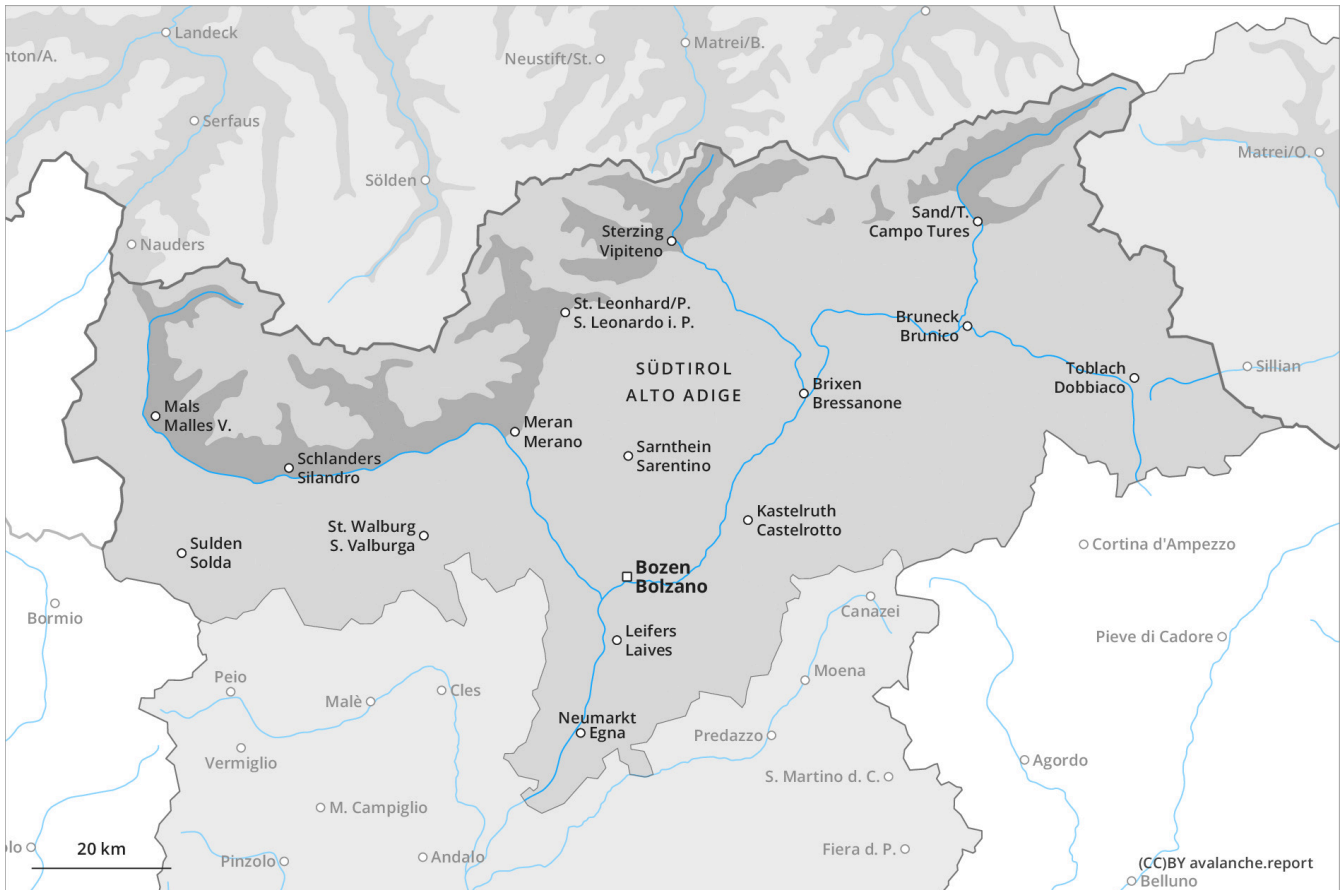 Landeck
nton/A.
Matrei/B.
Neustift/St.
Serfaus
Matrei/O.
Sölden
Sand/T.
Campo Tures
Sterzing
Vipiteno
Nauders
St. Leonhard/P.
S. Leonardo i. P.
Bruneck
Brunico
SÜDTIROL
ALTO ADIGE
Toblach
Dobbiaco
Sillian
Brixen
Bressanone
Mals
Malles V.
Meran
Merano
Sarnthein
Sarentino
Schlanders
Silandro
Kastelruth
Castelrotto
St. Walburg
S. Valburga
Sulden
Solda
Cortina d'Ampezzo
Bozen
Bolzano
Bormio
Canazei
Leifers
Laives
Pieve di Cadore
Peio
Moena
Malè
Cles
Neumarkt
Egna
Predazzo
Vermiglio
Agordo
S. Martino d. C.
M. Campiglio
olo
20 km
Pinzolo
Andalo
Fiera d. P.
(CC)BY avalanche.report
Belluno